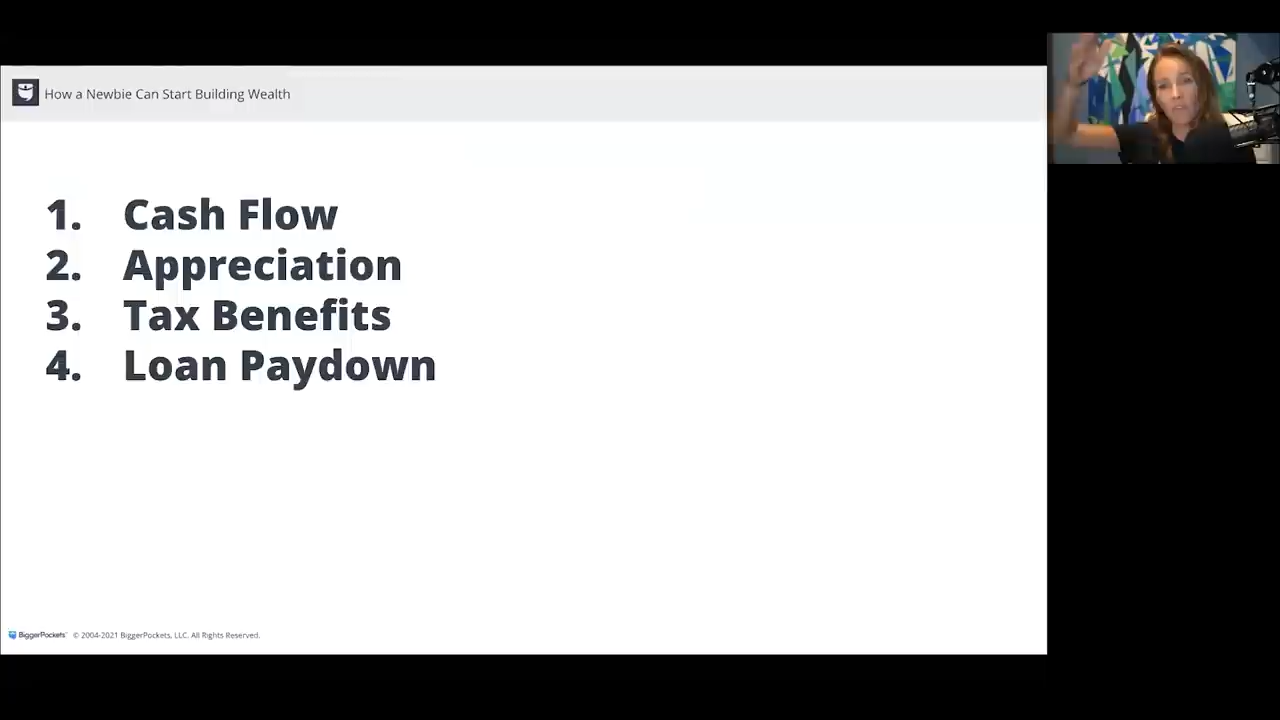 How a Newbie Can Start Building Wealth
1. Cash Flow
2. Appreciation
3. Tax Benefits
4. Loan Paydown
BiggerPockets © 2004-2021 BiggerPockets, LLC. All Rights Reserved.